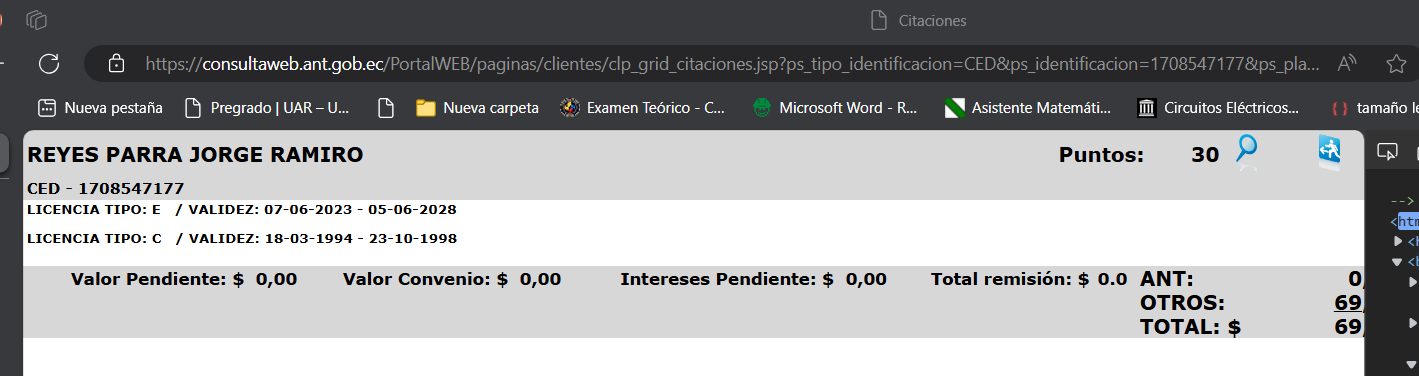 Citaciones
https://consultaweb.ant.gob.ec/PortalWEB/paginas/clientes/clp_grid_citaciones.jsp?ps_tipo_identificacion=CED&ps_identificacion=1708547177&ps_pla...
Nueva pestaña Pregrado | UAR – U... Nueva carpeta Examen Teórico - C... Microsoft Word - R... Asistente Matemáti... Circuitos Eléctricos... tamaño le
REYES PARRA JORGE RAMIRO Puntos: 30
CED - 1708547177
LICENCIA TIPO: E / VALIDEZ: 07-06-2023 - 05-06-2028
LICENCIA TIPO: C / VALIDEZ: 18-03-1994 - 23-10-1998
Valor Pendiente: $ 0,00 Valor Convenio: $ 0,00 Intereses Pendiente: $ 0,00 Total remisión: $ 0.0 ANT: 0,
OTROS: 69,
TOTAL: $ 69,
-->
<htm
<h
<b